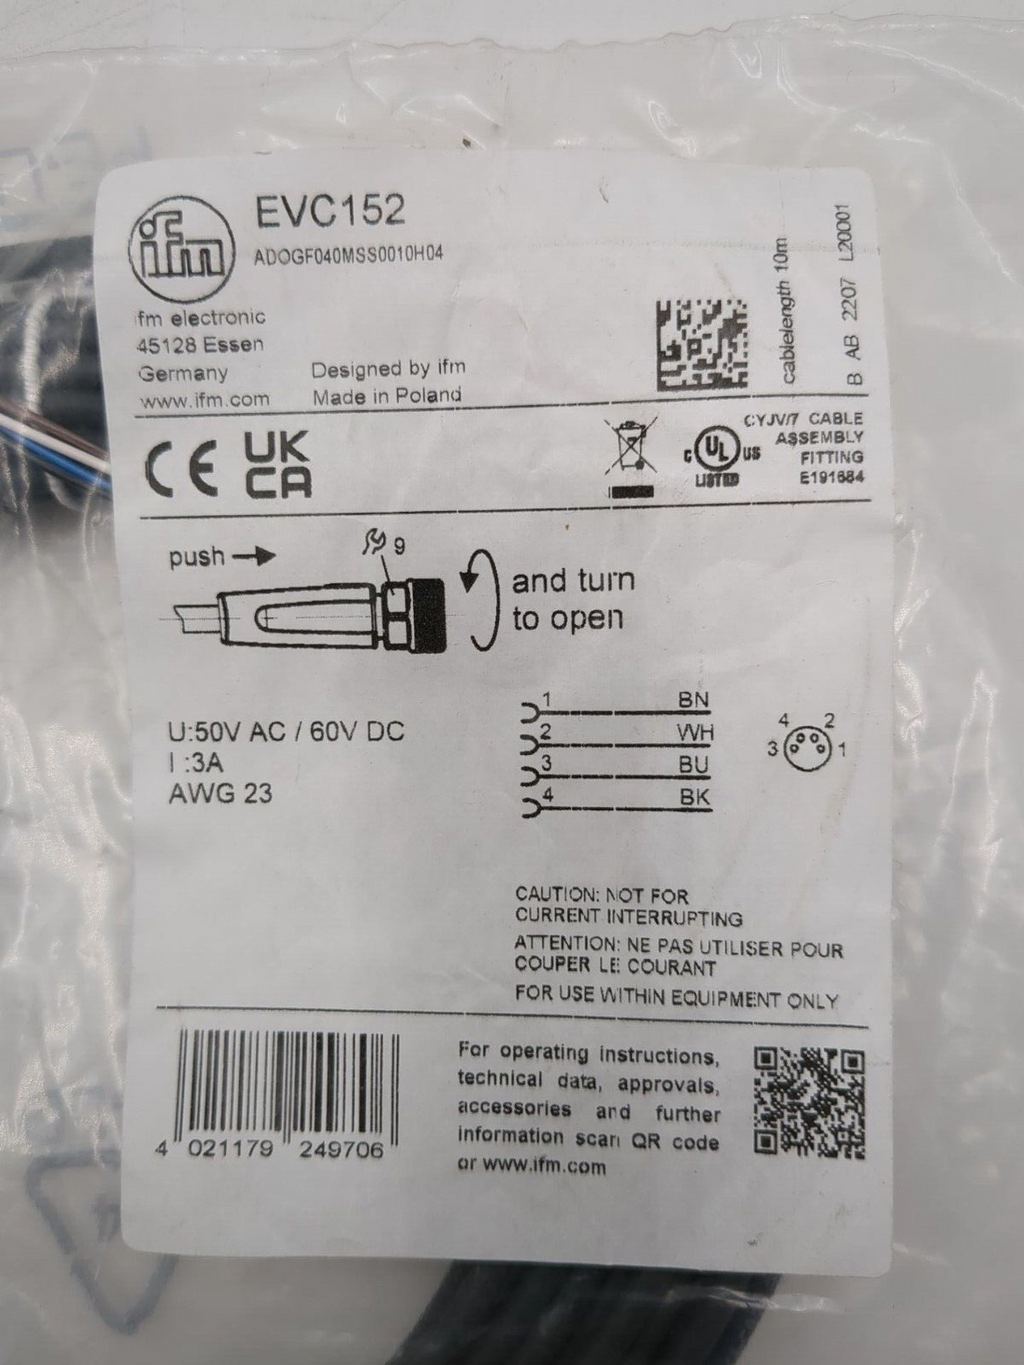 ifm
EVC152
ADOGF040MSS0010H04
ifm electronic
45128 Essen
Germany
www.ifm.com
Designed by ifm
Made in Poland
cablelength 10m
B AB 2207 L20001
CE
UK
CA
c UL US
LISTED
CYJV/7 CABLE
ASSEMBLY
FITTING
E191684
push
9
and turn
to open
U:50V AC / 60V DC
I :3A
AWG 23
1 BN
2 WH
3 BU
4 BK
4 2
3 1
CAUTION: NOT FOR
CURRENT INTERRUPTING
ATTENTION: NE PAS UTILISER POUR
COUPER LE COURANT
FOR USE WITHIN EQUIPMENT ONLY
4 021179 249706
For operating instructions,
technical data, approvals,
accessories and further
information scan QR code
or www.ifm.com